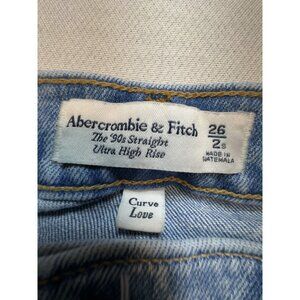 Abercrombie & Fitch
The '90s Straight
Ultra High Rise
26
2s
MADE IN
GUATEMALA
Curve
Love